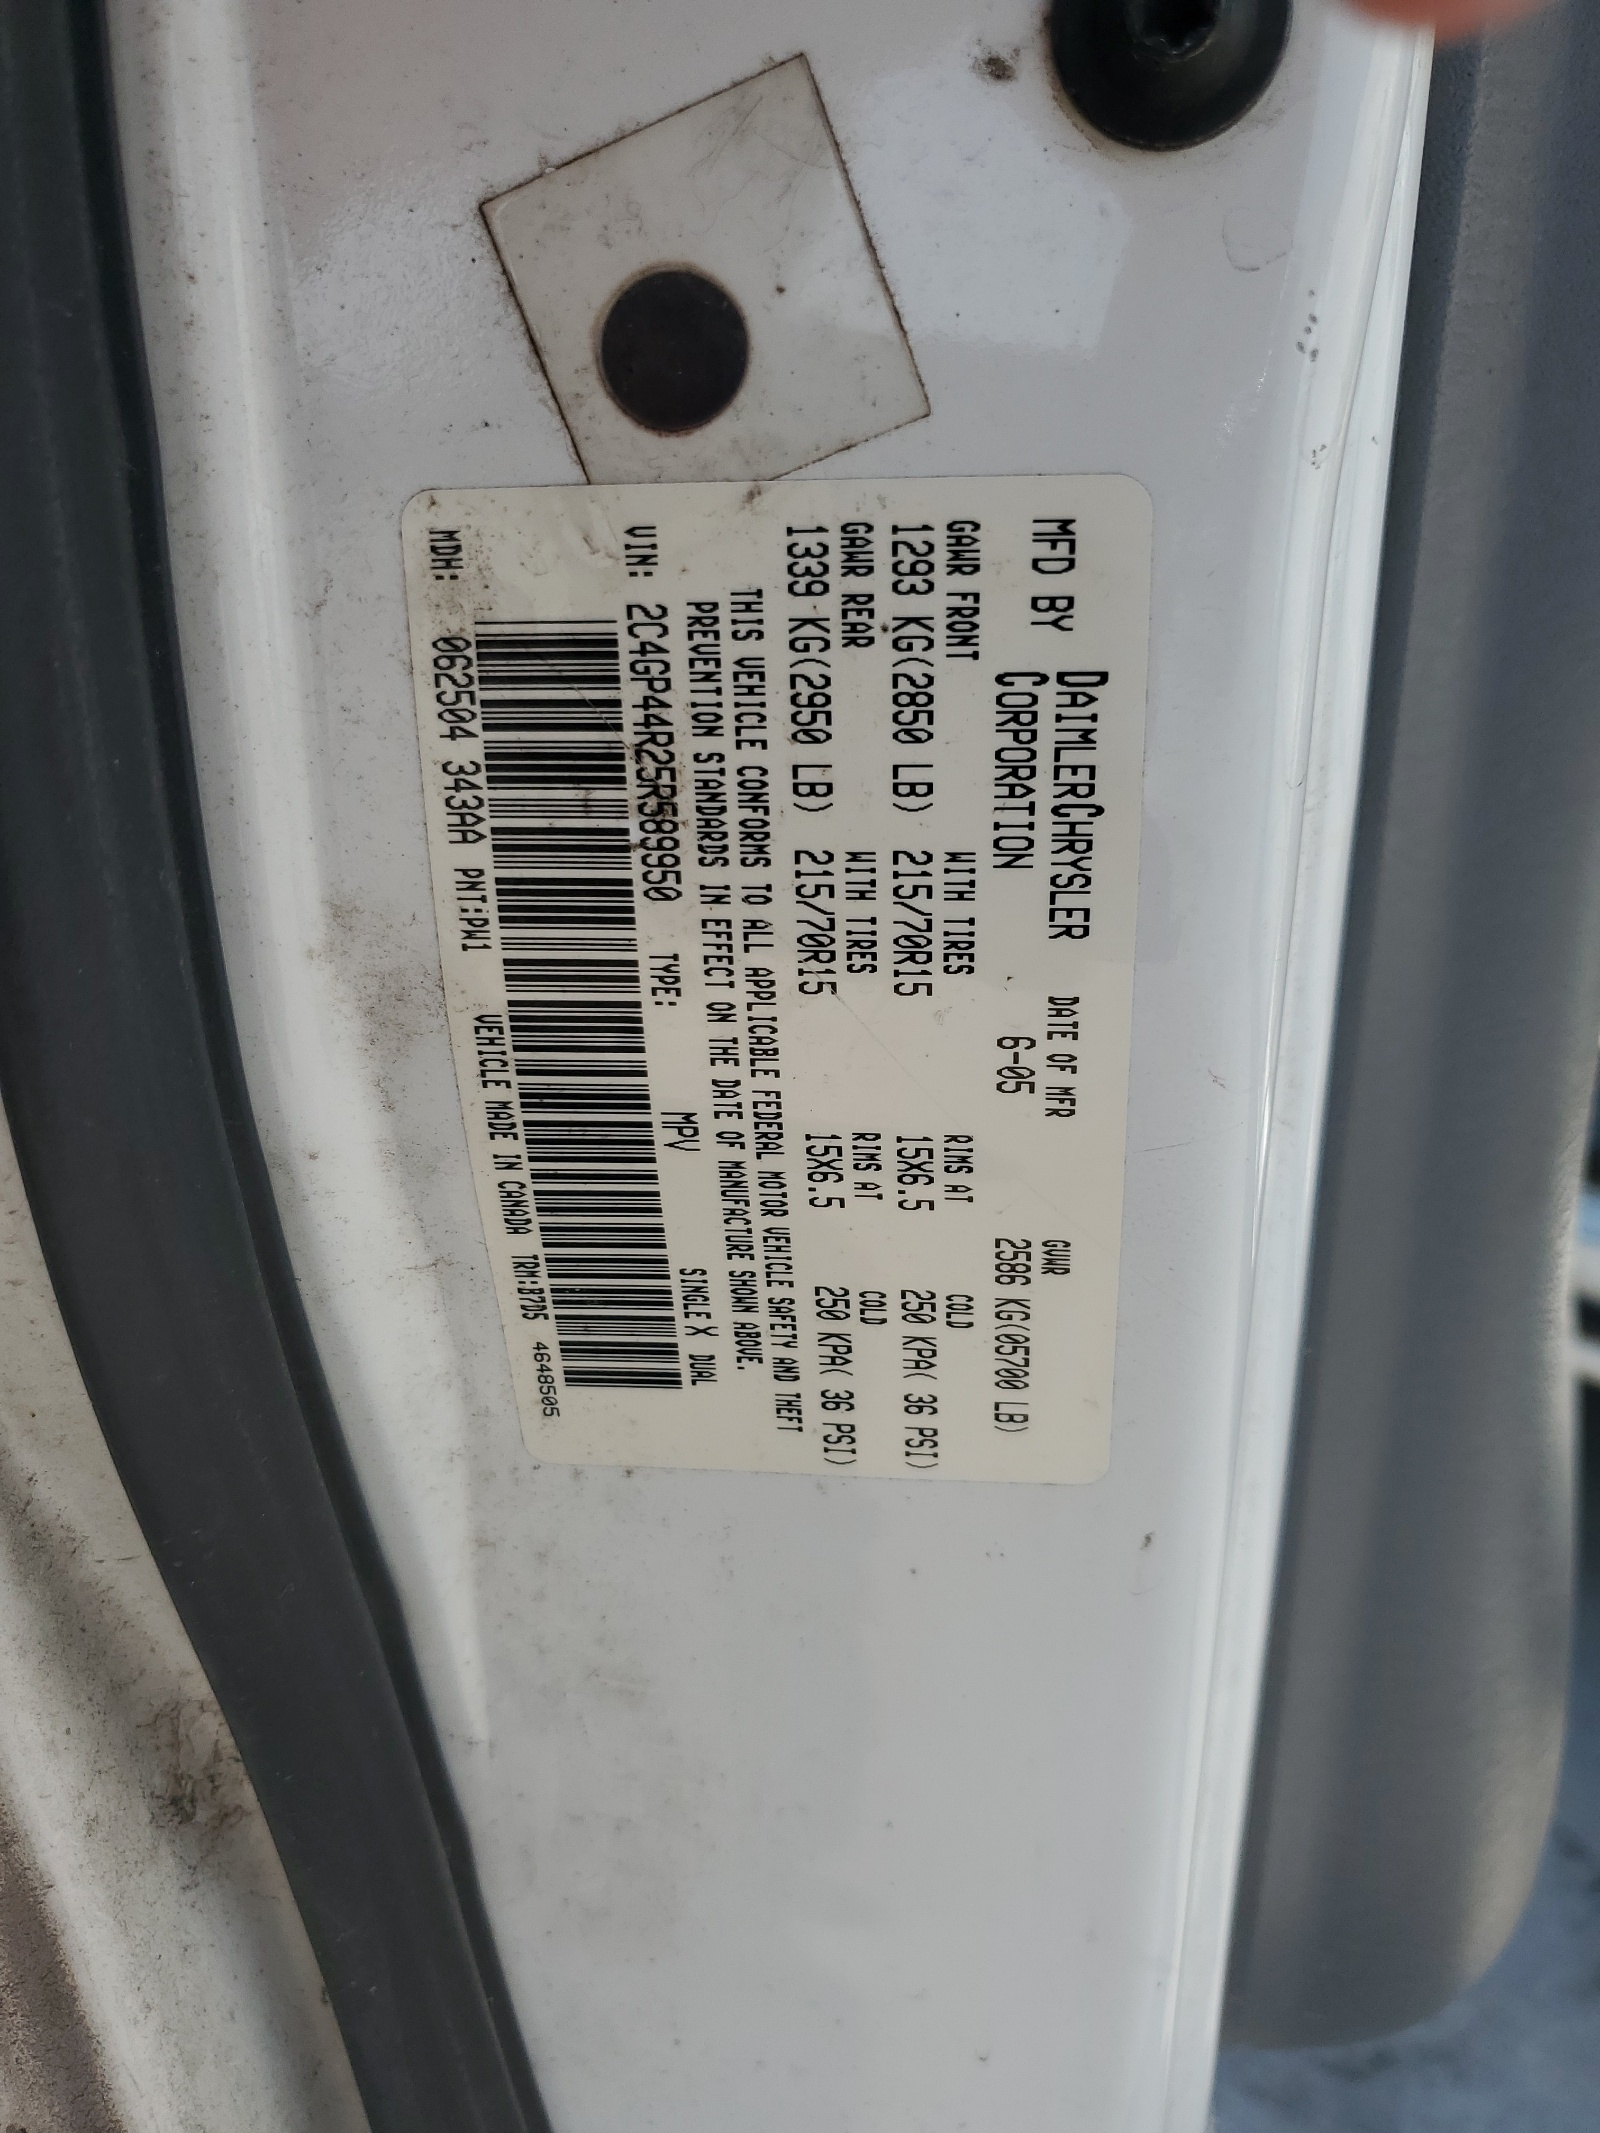 MFD BY DAIMLERCHRYSLER CORPORATION DATE OF MFR 6-05 GVWR 2586 KG(05700 LB)
GAWR FRONT WITH TIRES RIMS AT COLD
1293 KG(2850 LB) 215/70R15 15X6.5 250 KPA( 36 PSI)
GAWR REAR WITH TIRES RIMS AT COLD
1339 KG(2950 LB) 215/70R15 15X6.5 250 KPA( 36 PSI)
THIS VEHICLE CONFORMS TO ALL APPLICABLE FEDERAL MOTOR VEHICLE SAFETY AND THEFT
PREVENTION STANDARDS IN EFFECT ON THE DATE OF MANUFACTURE SHOWN ABOVE.
VIN: 2C4GP44R25R589950 TYPE: MPV SINGLE X DUAL
MDH: 062504 343AA PNT:PW1 VEHICLE MADE IN CANADA TRM:B7D5 4648505